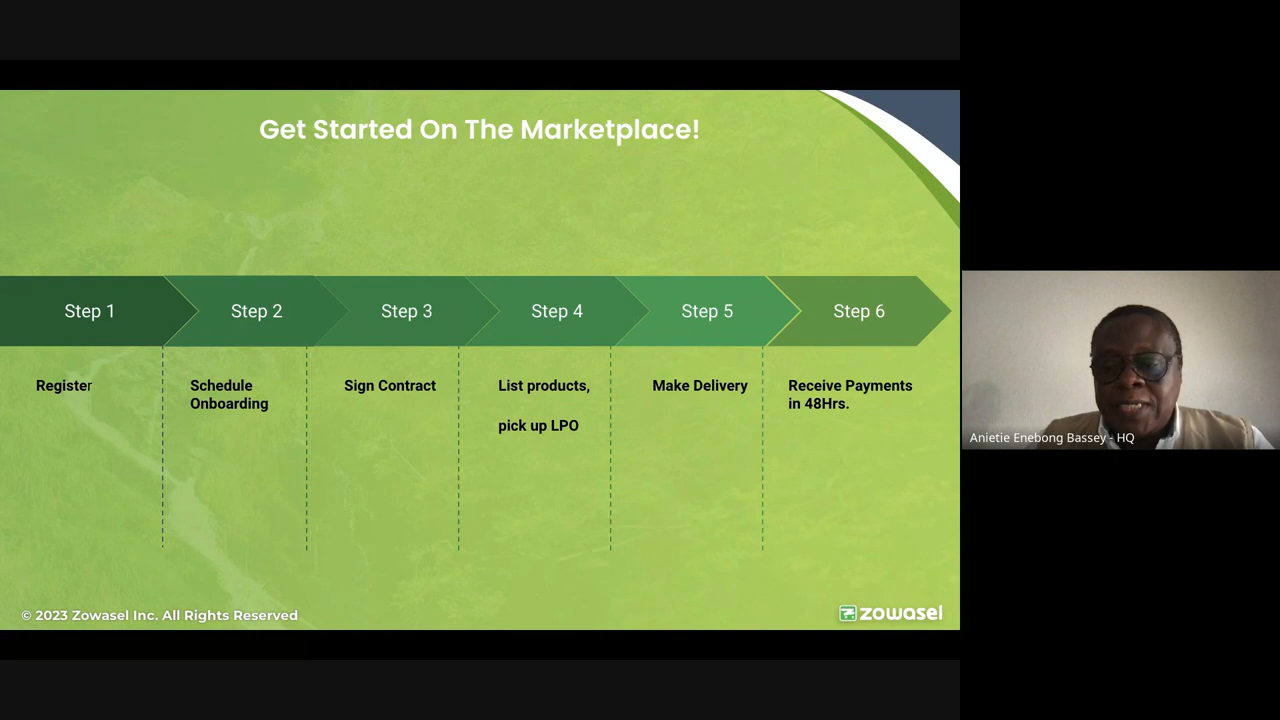 Get Started On The Marketplace!
Step 1
Step 2
Step 3
Step 4
Step 5
Step 6
Register
Schedule
Onboarding
Sign Contract
List products,
pick up LPO
Make Delivery
Receive Payments
in 48Hrs.
Anietie Enebong Bassey - HQ
© 2023 Zowasel Inc. All Rights Reserved
zowasel